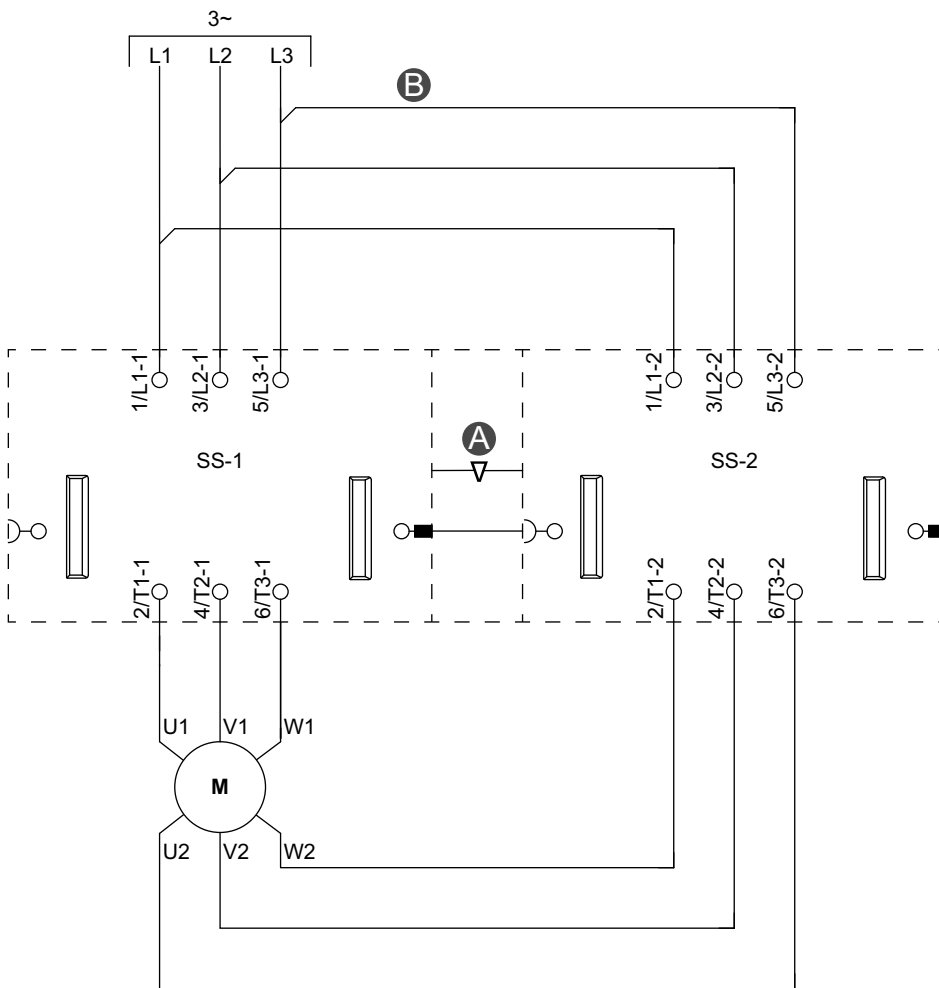 3~
L1 L2 L3
B
1/L1-1 3/L2-1 5/L3-1 1/L1-2 3/L2-2 5/L3-2
A
SS-1 SS-2
2/T1-1 4/T2-1 6/T3-1 2/T1-2 4/T2-2 6/T3-2
U1 V1 W1
M
U2 V2 W2